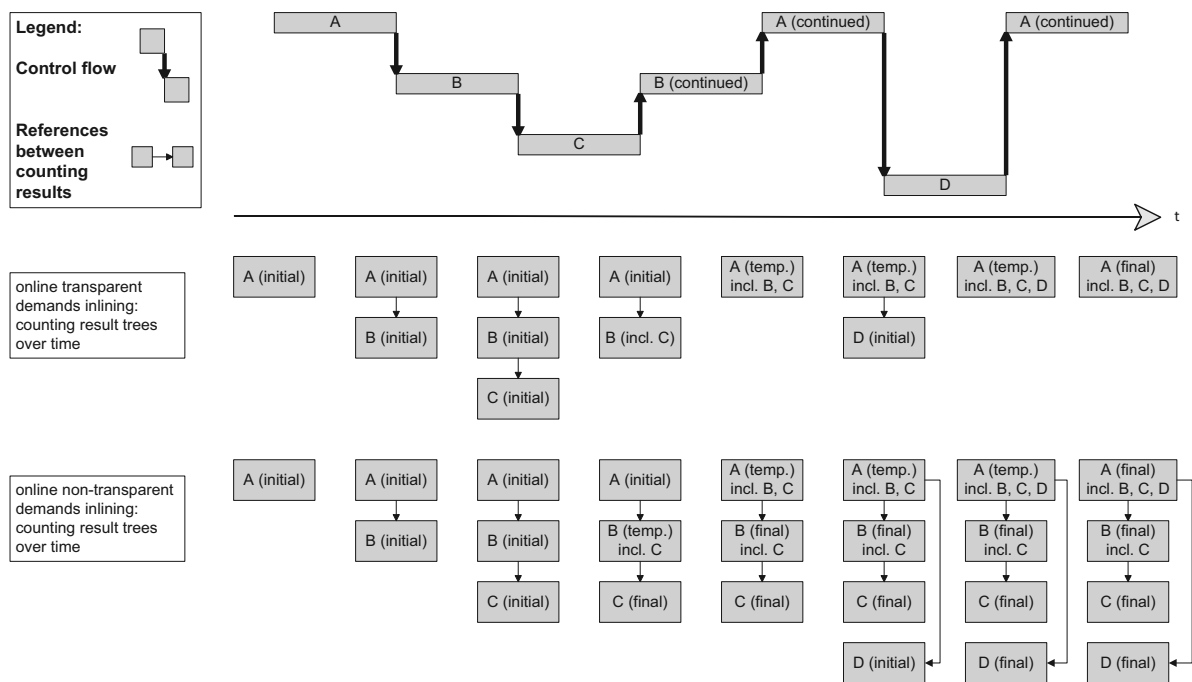 Legend:
Control flow
References
between
counting
results
A
B
C
B (continued)
A (continued)
D
A (continued)
t
online transparent
demands inlining:
counting result trees
over time
A (initial)
A (initial)
B (initial)
A (initial)
B (initial)
C (initial)
A (initial)
B (incl. C)
A (temp.)
incl. B, C
A (temp.)
incl. B, C
D (initial)
A (temp.)
incl. B, C, D
A (final)
incl. B, C, D
online non-transparent
demands inlining:
counting result trees
over time
A (initial)
A (initial)
B (initial)
A (initial)
B (initial)
C (initial)
A (initial)
B (temp.)
incl. C
C (final)
A (temp.)
incl. B, C
B (final)
incl. C
C (final)
A (temp.)
incl. B, C
B (final)
incl. C
C (final)
D (initial)
A (temp.)
incl. B, C, D
B (final)
incl. C
C (final)
D (final)
A (final)
incl. B, C, D
B (final)
incl. C
C (final)
D (final)